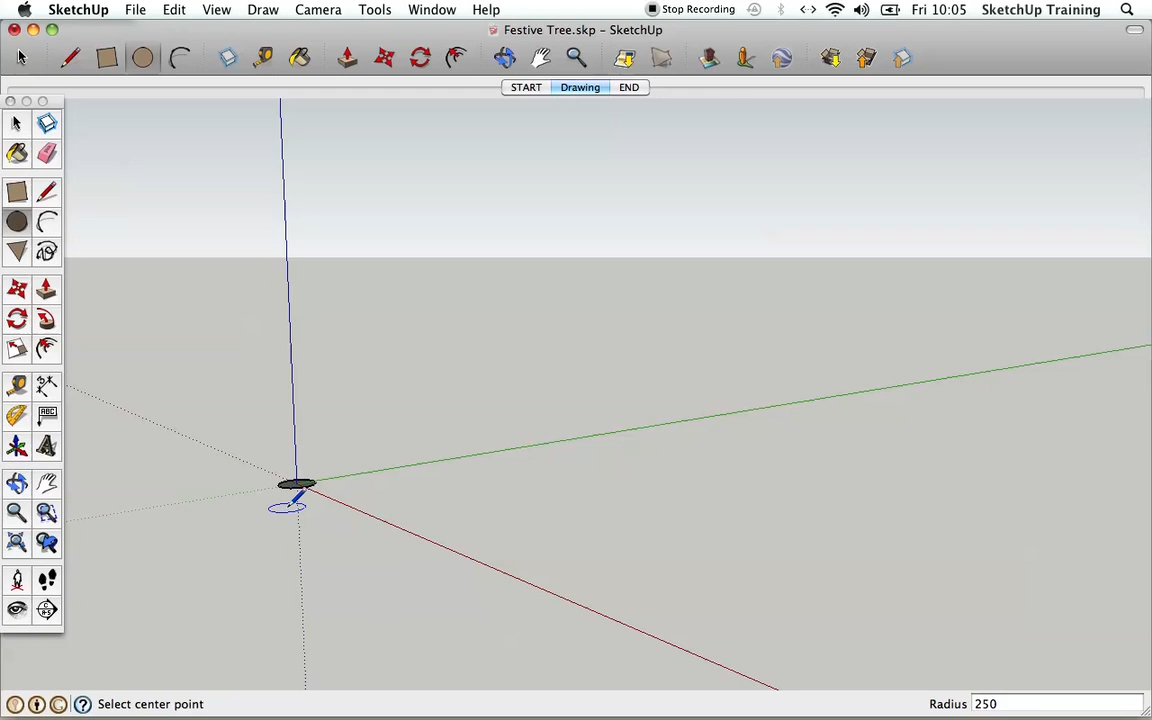 SketchUp File Edit View Draw Camera Tools Window Help Stop Recording Fri 10:05 SketchUp Training
Festive Tree.skp - SketchUp
START Drawing END
ABC
A
Select center point
Radius 250